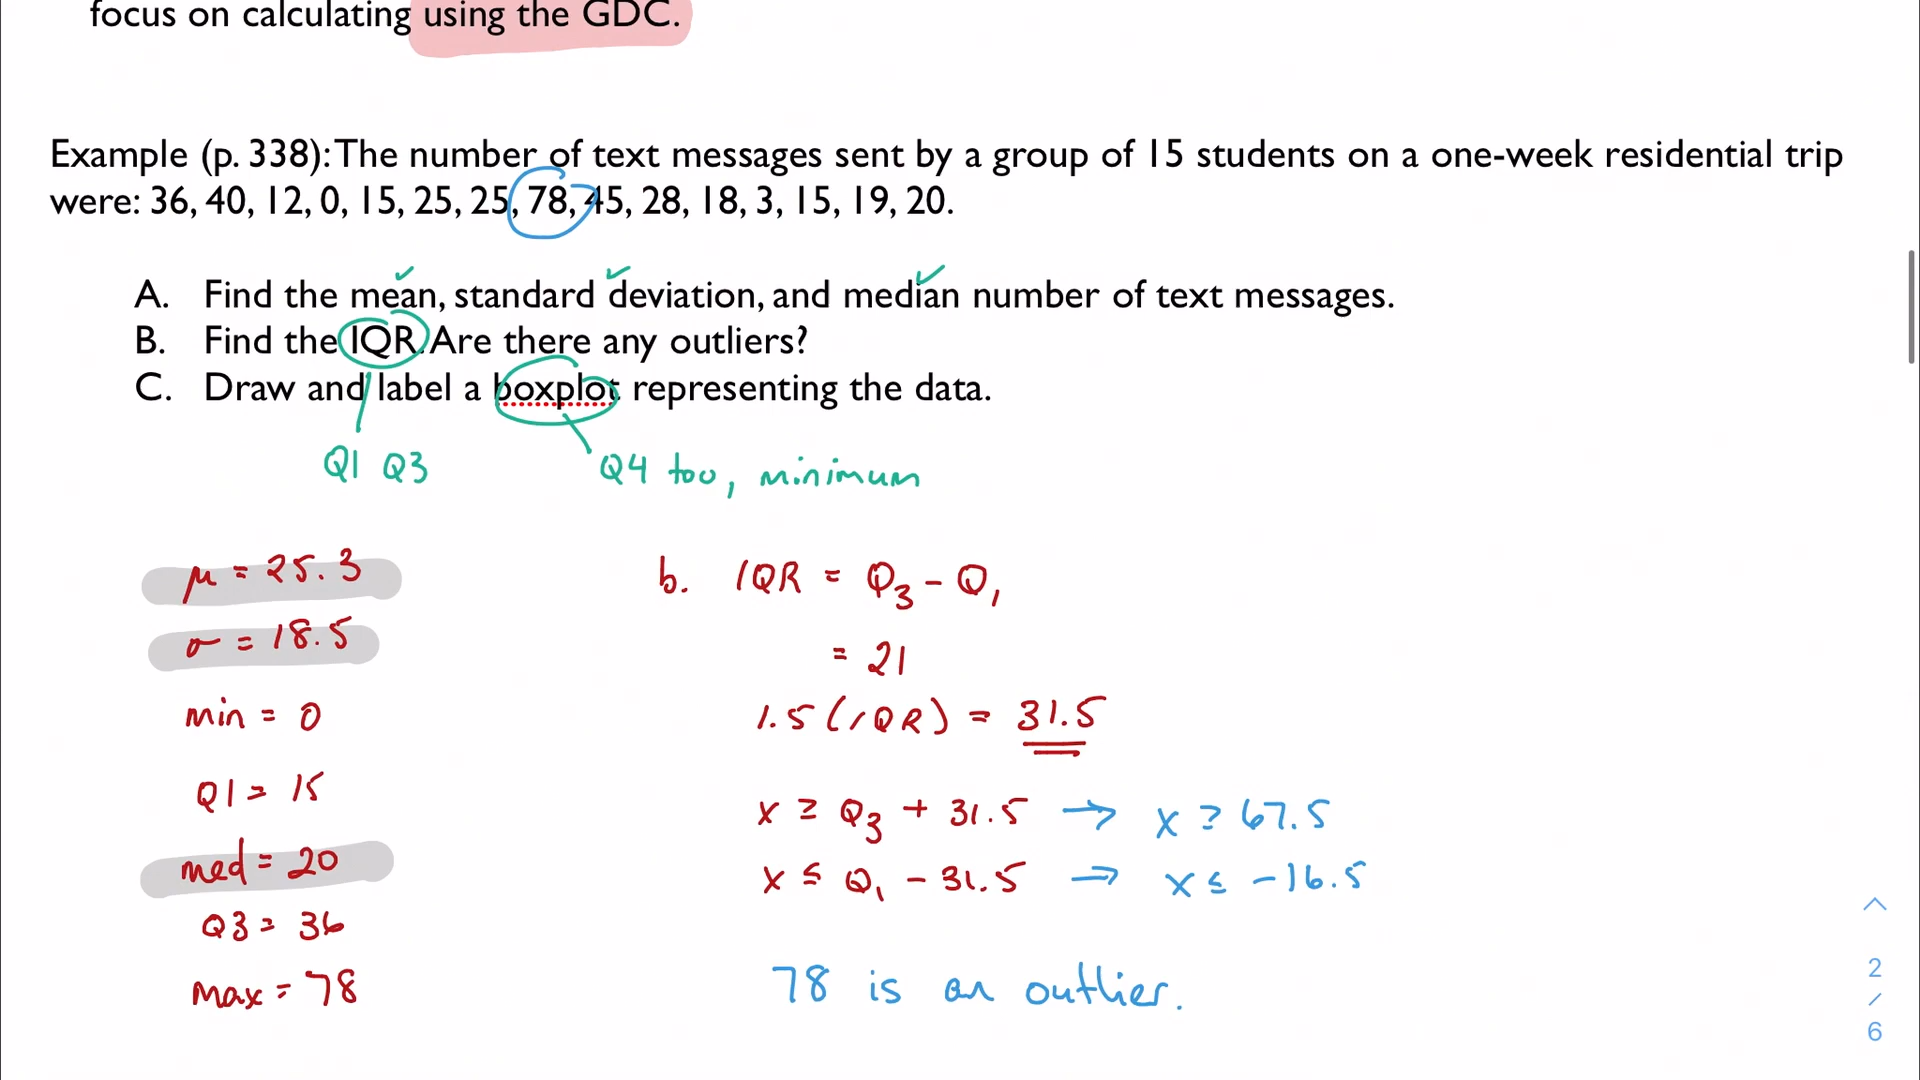 focus on calculating using the GDC.
Example (p. 338): The number of text messages sent by a group of 15 students on a one-week residential trip
were: 36, 40, 12, 0, 15, 25, 25, 78, 45, 28, 18, 3, 15, 19, 20.
A. Find the mean, standard deviation, and median number of text messages.
B. Find the IQR. Are there any outliers?
C. Draw and label a boxplot representing the data.
Q1 Q3
Q4 too, minimum
μ = 25.3
σ = 18.5
min = 0
Q1 = 15
med = 20
Q3 = 36
max = 78
b. IQR = Q₃ - Q₁
= 21
1.5 (IQR) = 31.5
x ≥ Q₃ + 31.5 → x ≥ 67.5
x ≤ Q₁ - 31.5 → x ≤ -16.5
78 is an outlier.
2
/
6